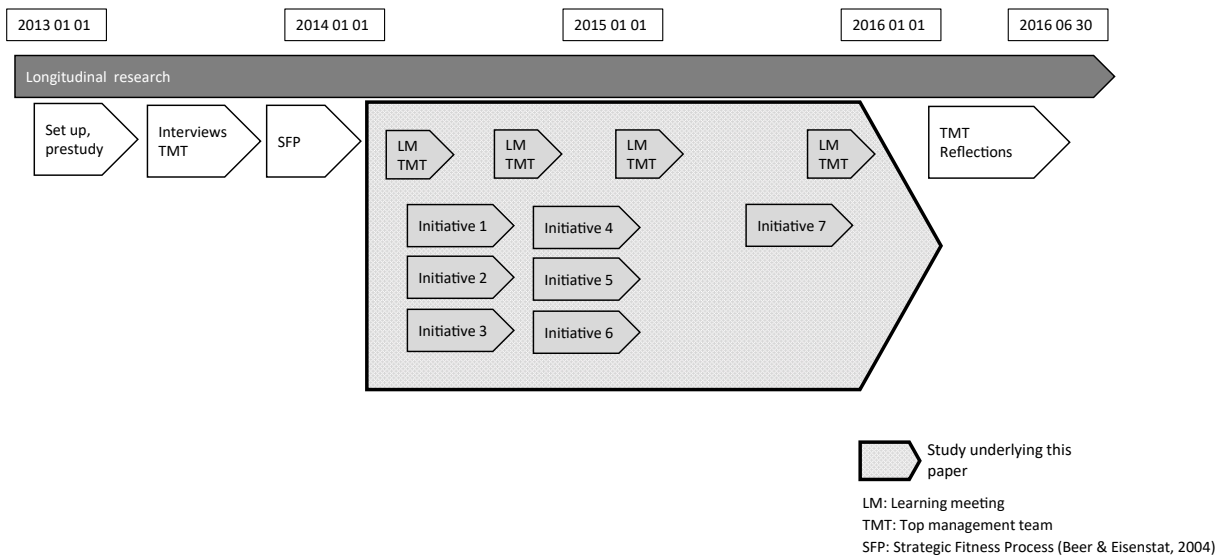 2013 01 01
2014 01 01
2015 01 01
2016 01 01
2016 06 30
Longitudinal research
Set up,
prestudy
Interviews
TMT
SFP
LM
TMT
LM
TMT
LM
TMT
LM
TMT
TMT
Reflections
Initiative 1
Initiative 4
Initiative 7
Initiative 2
Initiative 5
Initiative 3
Initiative 6
Study underlying this
paper
LM: Learning meeting
TMT: Top management team
SFP: Strategic Fitness Process (Beer & Eisenstat, 2004)